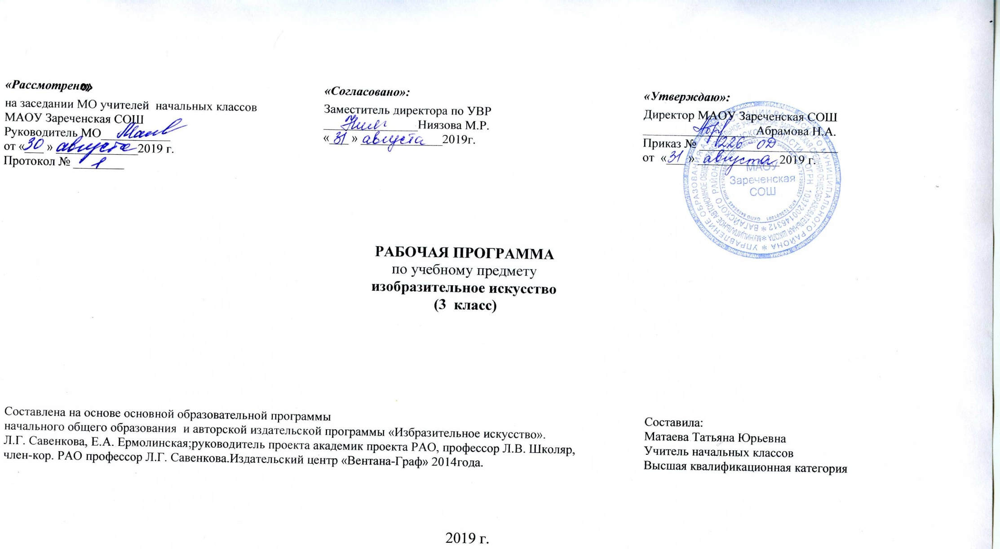 «Рассмотрено»
на заседании МО учителей начальных классов
МАОУ Зареченская СОШ
Руководитель МО ___________
от «30» августа 2019 г.
Протокол № 1
«Согласовано»:
Заместитель директора по УВР
_______________Ниязова М.Р.
«31» августа 2019г.
«Утверждаю»:
Директор МАОУ Зареченская СОШ
__________________Абрамова Н.А.
Приказ № 226 ОД
от «31» августа 2019 г.
МАОУ
Зареченская
СОШ
РАБОЧАЯ ПРОГРАММА
по учебному предмету
изобразительное искусство
(3 класс)
Составлена на основе основной образовательной программы
начального общего образования и авторской издательской программы «Избразительное искусство».
Л.Г. Савенкова, Е.А. Ермолинская;руководитель проекта академик проекта РАО, профессор Л.В. Школяр,
член-кор. РАО профессор Л.Г. Савенкова.Издательский центр «Вентана-Граф» 2014года.
Составила:
Матаева Татьяна Юрьевна
Учитель начальных классов
Высшая квалификационная категория
2019 г.